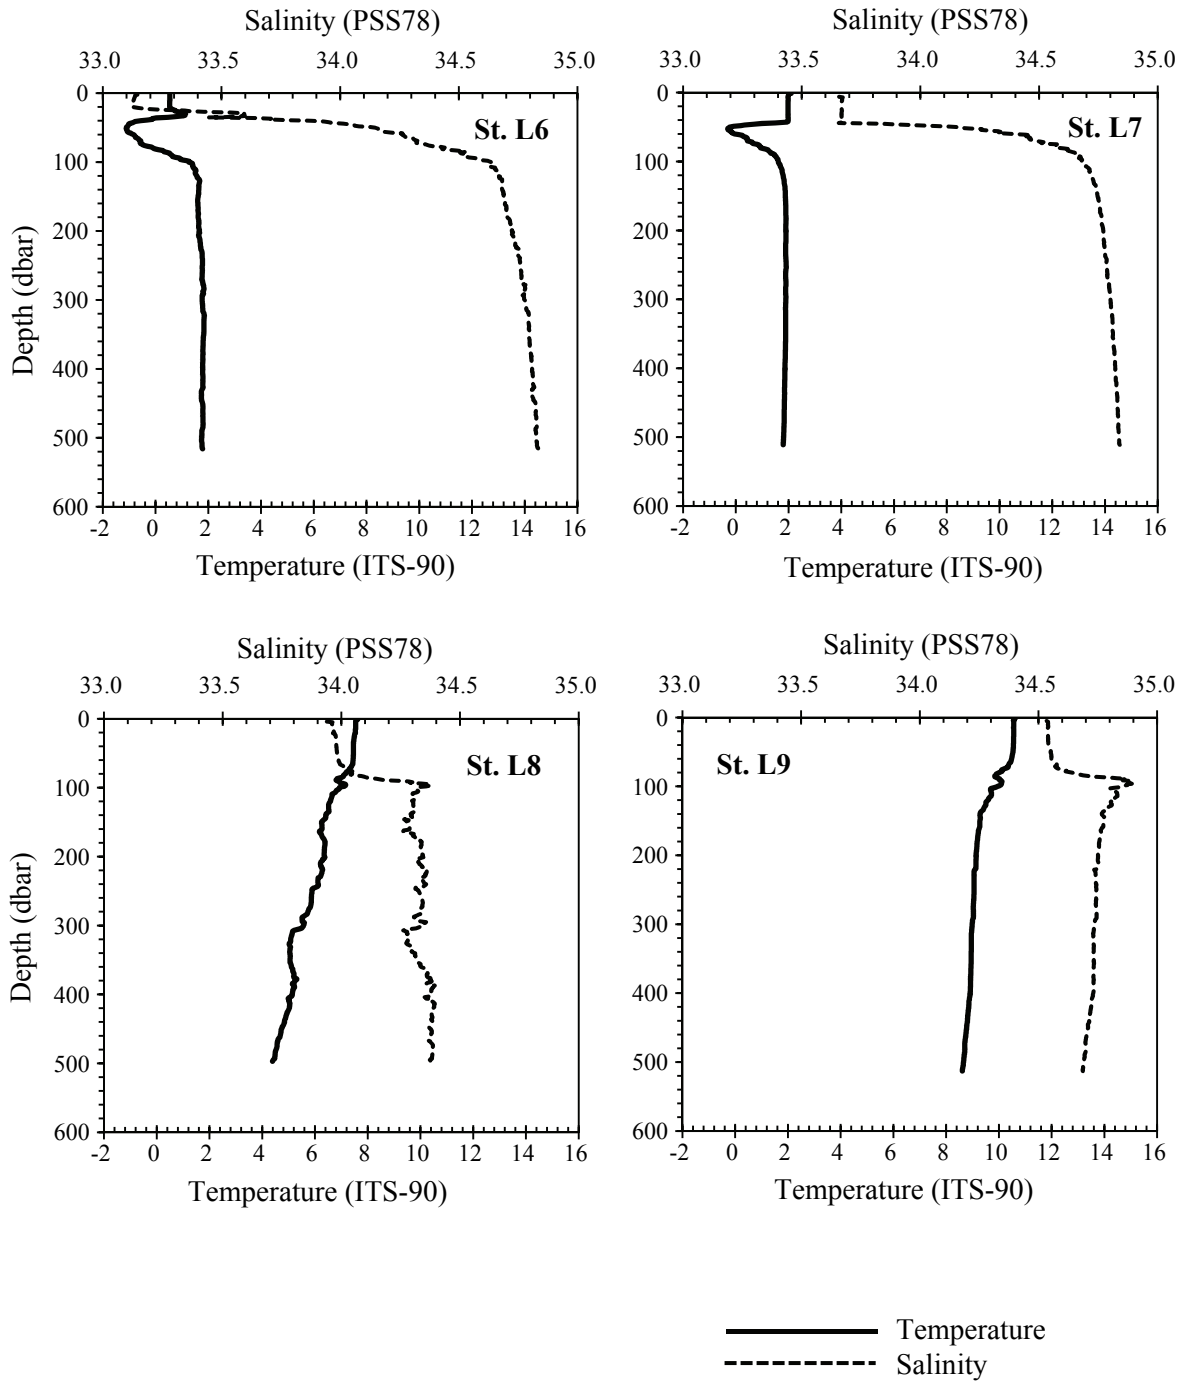 Salinity (PSS78)
33.0 33.5 34.0 34.5 35.0
0
100
200
300
400
500
600
St. L6
Depth (dbar)
-2 0 2 4 6 8 10 12 14 16
Temperature (ITS-90)
Salinity (PSS78)
33.0 33.5 34.0 34.5 35.0
0
100
200
300
400
500
600
St. L7
-2 0 2 4 6 8 10 12 14 16
Temperature (ITS-90)
Salinity (PSS78)
33.0 33.5 34.0 34.5 35.0
0
100
200
300
400
500
600
St. L8
Depth (dbar)
-2 0 2 4 6 8 10 12 14 16
Temperature (ITS-90)
Salinity (PSS78)
33.0 33.5 34.0 34.5 35.0
0
100
200
300
400
500
600
St. L9
-2 0 2 4 6 8 10 12 14 16
Temperature (ITS-90)
Temperature
Salinity